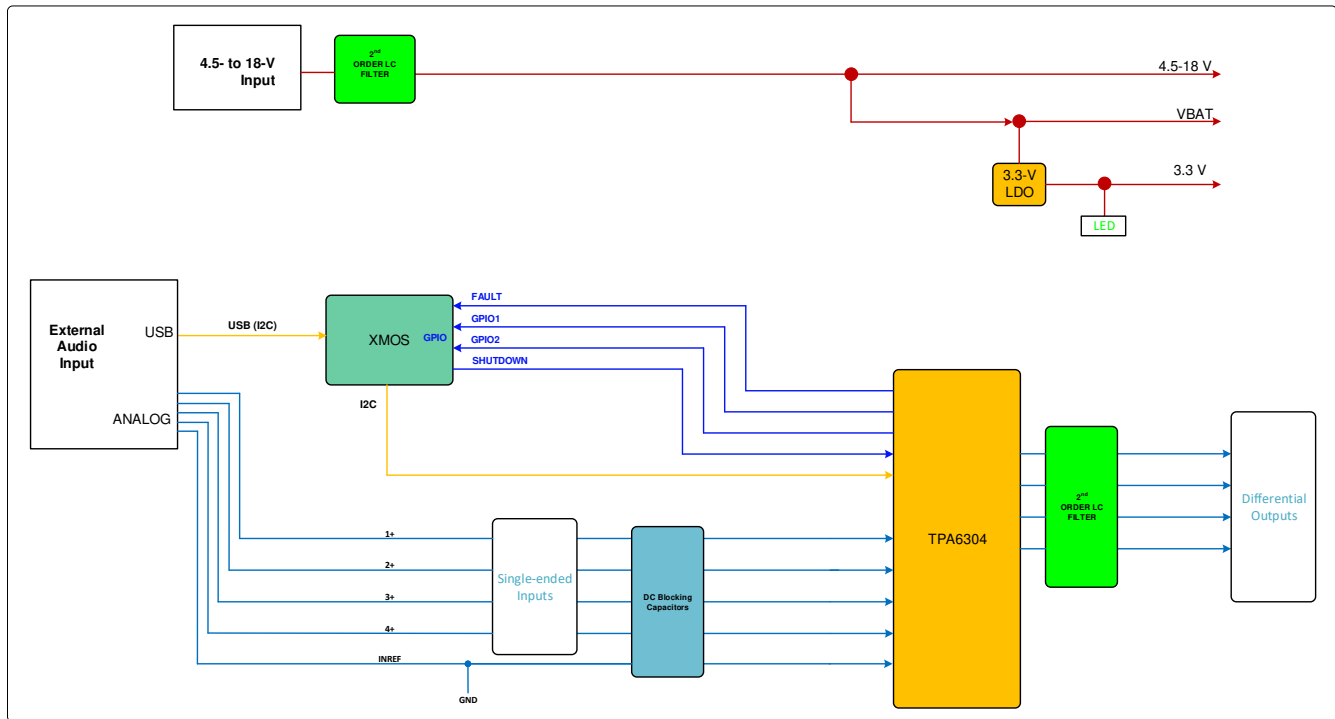 4.5- to 18-V
Input
2nd
ORDER LC
FILTER
4.5-18 V
VBAT
3.3-V
LDO
3.3 V
LED
External
Audio
Input
USB
ANALOG
USB (I2C)
XMOS
GPIO
FAULT
GPIO1
GPIO2
SHUTDOWN
I2C
1+
2+
3+
4+
INREF
GND
Single-ended
Inputs
DC Blocking
Capacitors
TPA6304
2nd
ORDER LC
FILTER
Differential
Outputs